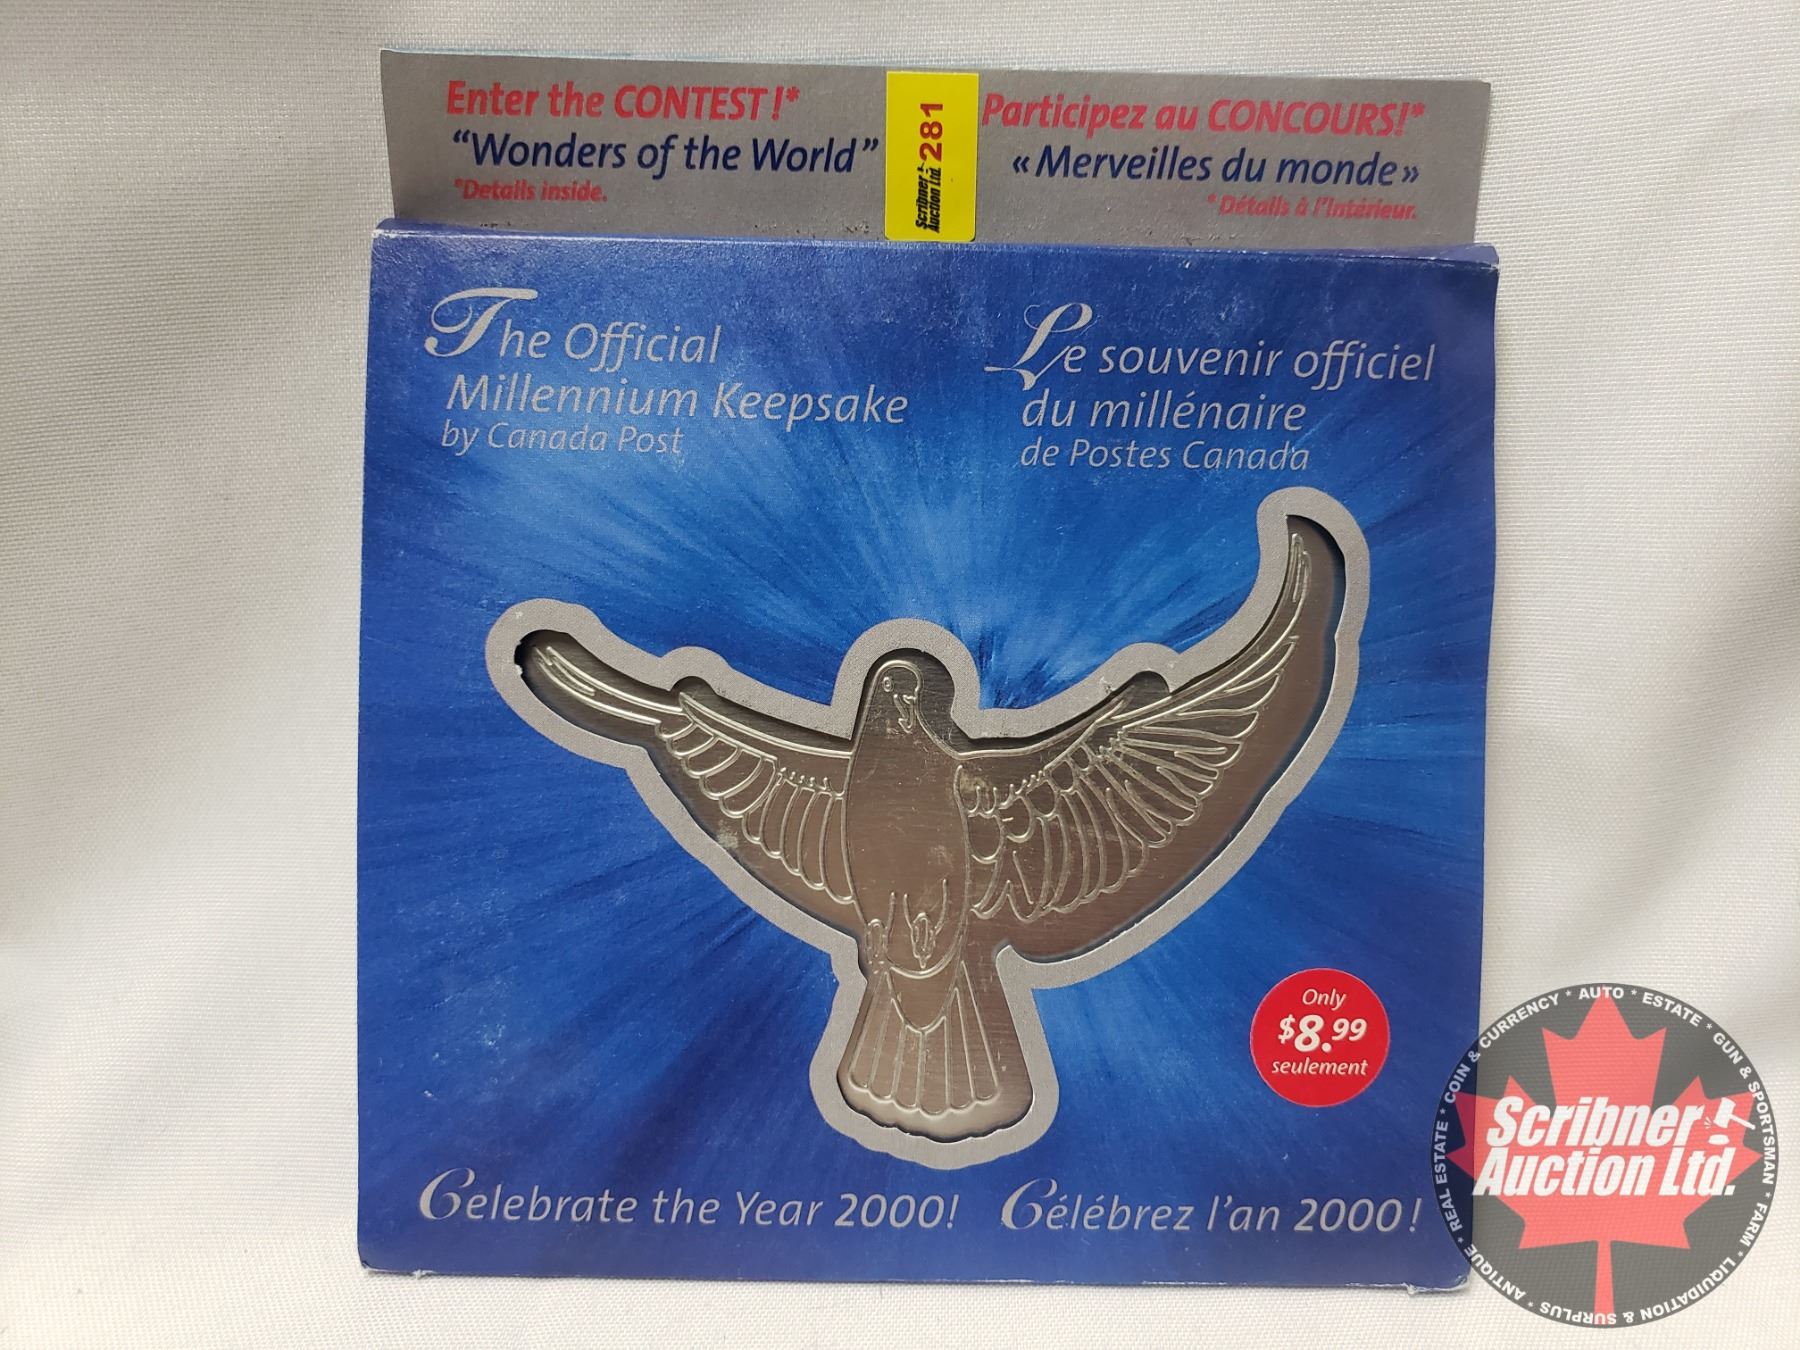 Enter the CONTEST!*
“Wonders of the World”
*Details inside.
Scribner Auction Ltd. 281
Participez au CONCOURS!*
« Merveilles du monde »
* Détails à l'intérieur.
The Official
Millennium Keepsake
by Canada Post
Le souvenir officiel
du millénaire
de Postes Canada
Only
$8.99
seulement
Celebrate the Year 2000!
Célébrez l'an 2000!
Scribner
Auction Ltd.
* REAL ESTATE * COIN & CURRENCY * AUTO * ESTATE * GUN & SPORTSMAN * FARM * LIQUIDATION & SURPLUS * ANTIQUE